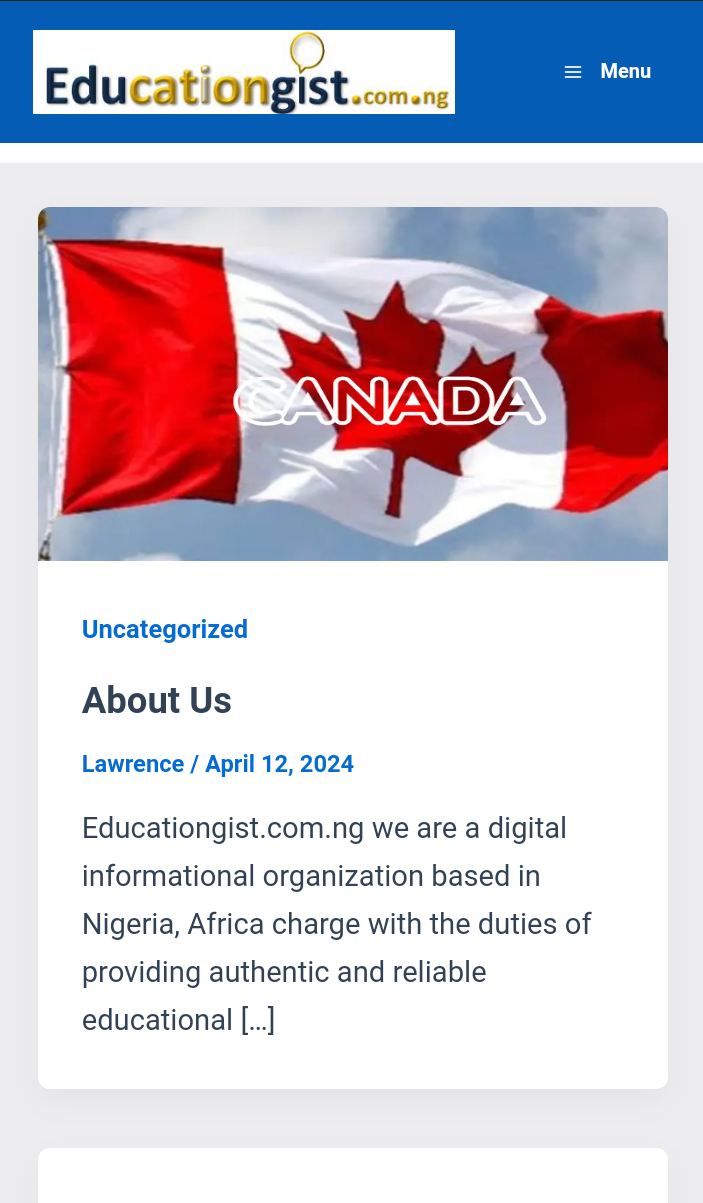 Educationgist.com.ng
Menu
CANADA
Uncategorized
About Us
Lawrence / April 12, 2024
Educationgist.com.ng we are a digital
informational organization based in
Nigeria, Africa charge with the duties of
providing authentic and reliable
educational […]